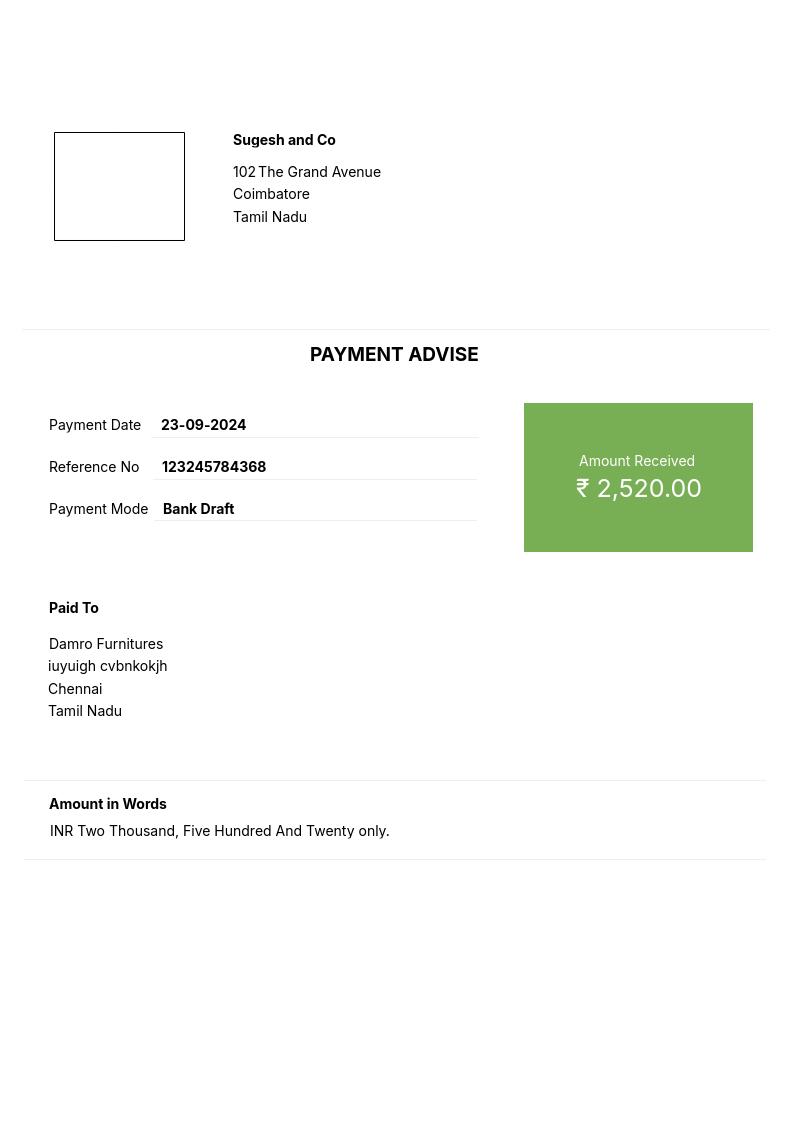 Sugesh and Co
102 The Grand Avenue
Coimbatore
Tamil Nadu
PAYMENT ADVISE
Payment Date 23-09-2024
Reference No 123245784368
Payment Mode Bank Draft
Amount Received
₹ 2,520.00
Paid To
Damro Furnitures
iuyuigh cvbnkokjh
Chennai
Tamil Nadu
Amount in Words
INR Two Thousand, Five Hundred And Twenty only.